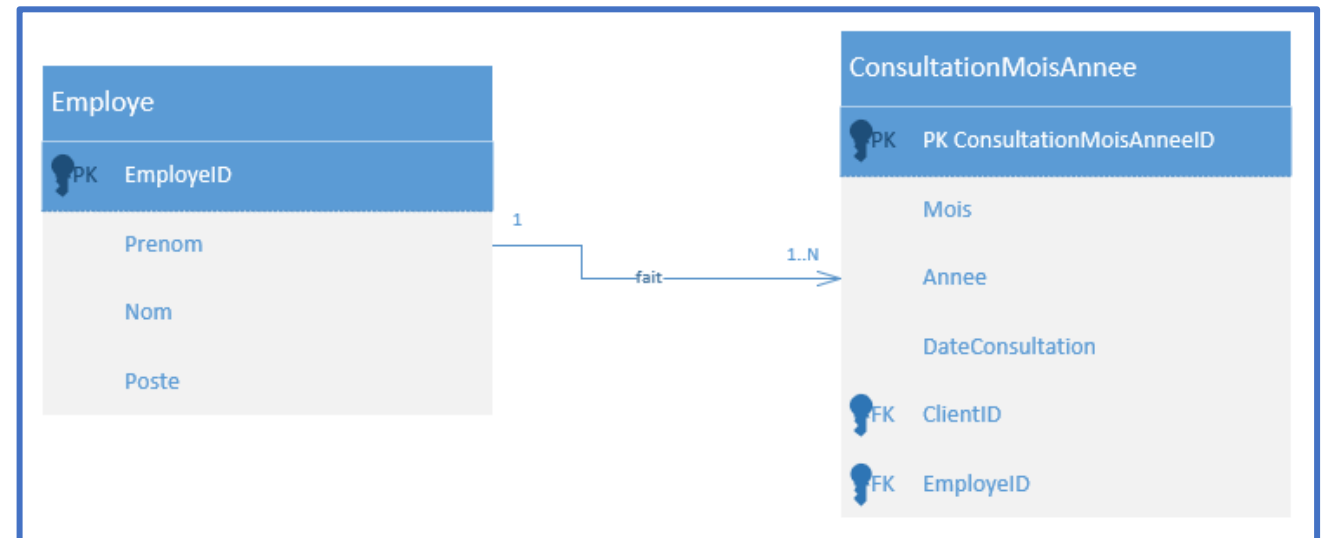 Employe
PK EmployeID
Prenom
Nom
Poste
1
fait
1..N
ConsultationMoisAnnee
PK PK ConsultationMoisAnneeID
Mois
Annee
DateConsultation
FK ClientID
FK EmployeID